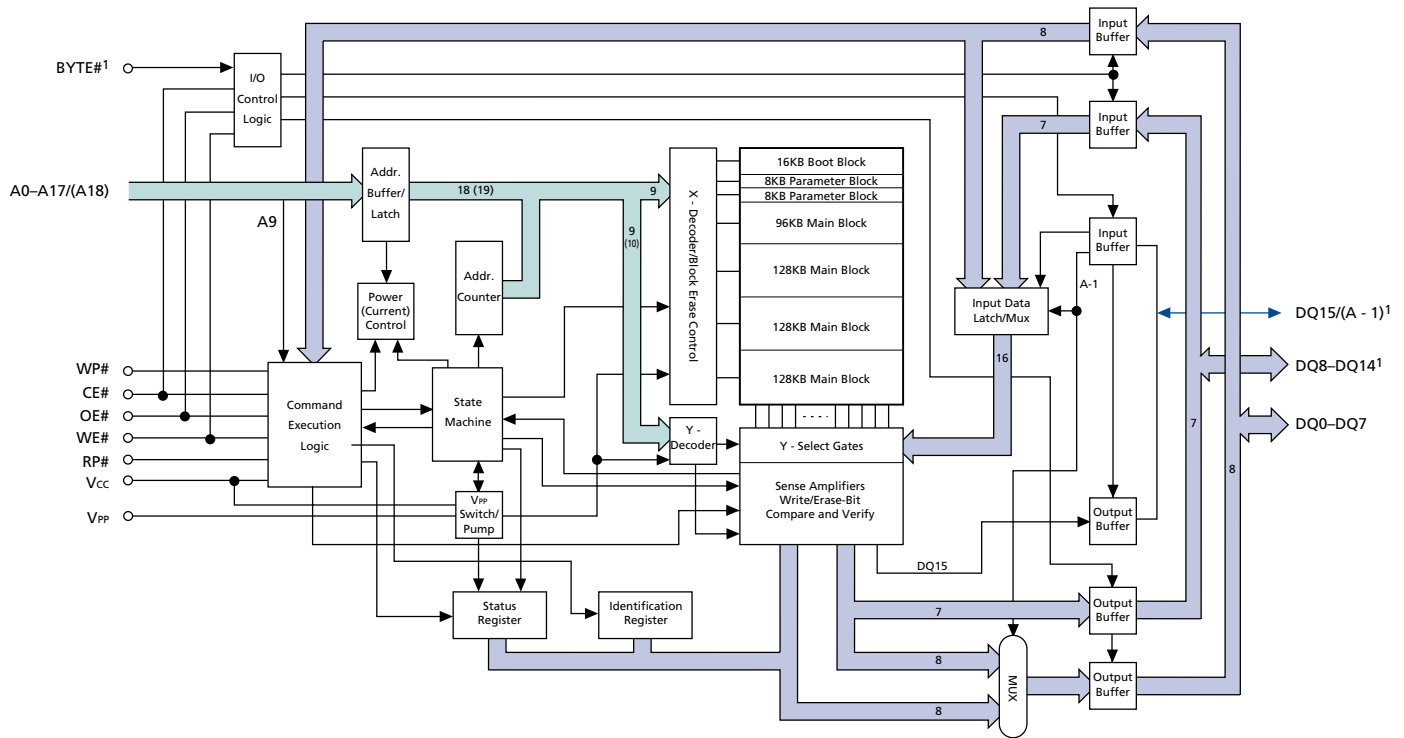 8
Input
Buffer
BYTE#1
I/O
Control
Logic
7
Input
Buffer
A0–A17/(A18)
A9
Addr.
Buffer/
Latch
18 (19)
9
9
(10)
X - Decoder/Block Erase Control
16KB Boot Block
8KB Parameter Block
8KB Parameter Block
96KB Main Block
128KB Main Block
128KB Main Block
128KB Main Block
Input
Buffer
A-1
Addr.
Counter
Power
(Current)
Control
Input Data
Latch/Mux
16
DQ15/(A - 1)1
DQ8–DQ141
DQ0–DQ7
WP#
CE#
OE#
WE#
RP#
VCC
VPP
Command
Execution
Logic
State
Machine
VPP
Switch/
Pump
Y -
Decoder
Y - Select Gates
Sense Amplifiers
Write/Erase-Bit
Compare and Verify
- - - -
7
8
Output
Buffer
DQ15
Status
Register
Identification
Register
7
Output
Buffer
8
8
MUX
Output
Buffer